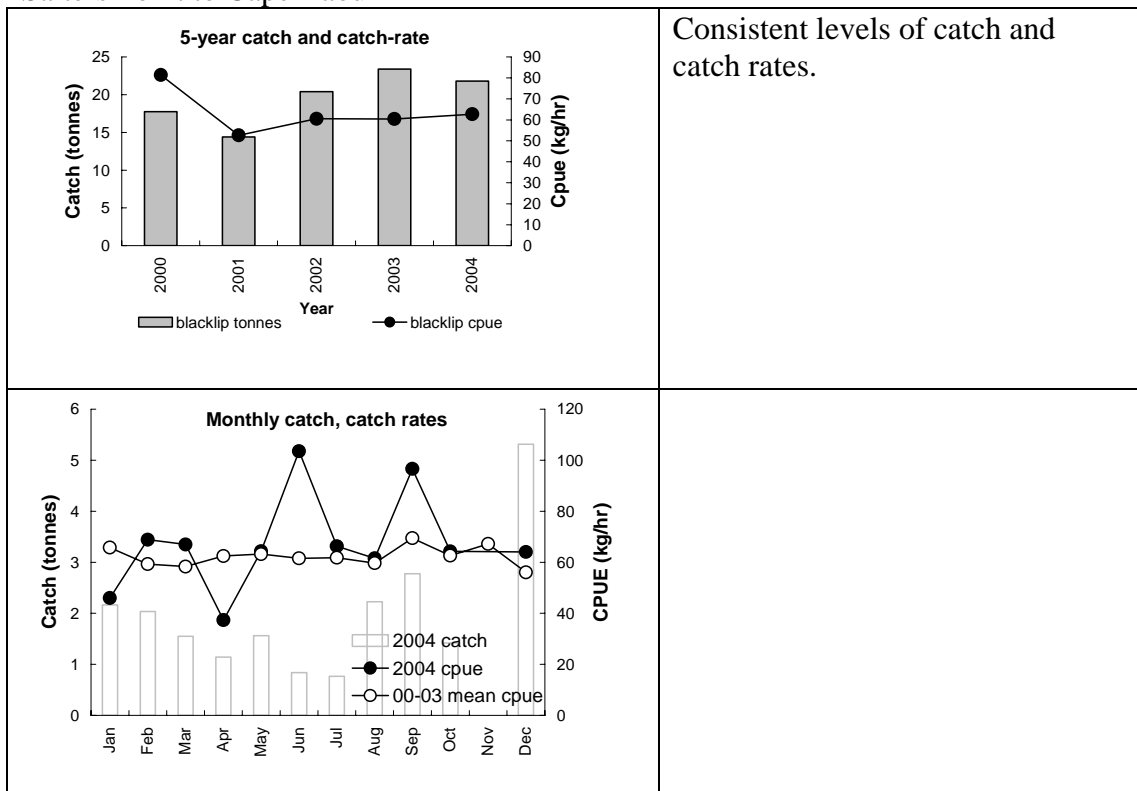 5-year catch and catch-rate
Consistent levels of catch and
catch rates.
Catch (tonnes)
25
20
15
10
5
0
90
80
70
60
50
40
30
20
10
0
Cpue (kg/hr)
2000
2001
2002
2003
2004
Year
blacklip tonnes
blacklip cpue
Monthly catch, catch rates
Catch (tonnes)
6
5
4
3
2
1
0
120
100
80
60
40
20
0
CPUE (kg/hr)
2004 catch
2004 cpue
00-03 mean cpue
Jan
Feb
Mar
Apr
May
Jun
Jul
Aug
Sep
Oct
Nov
Dec